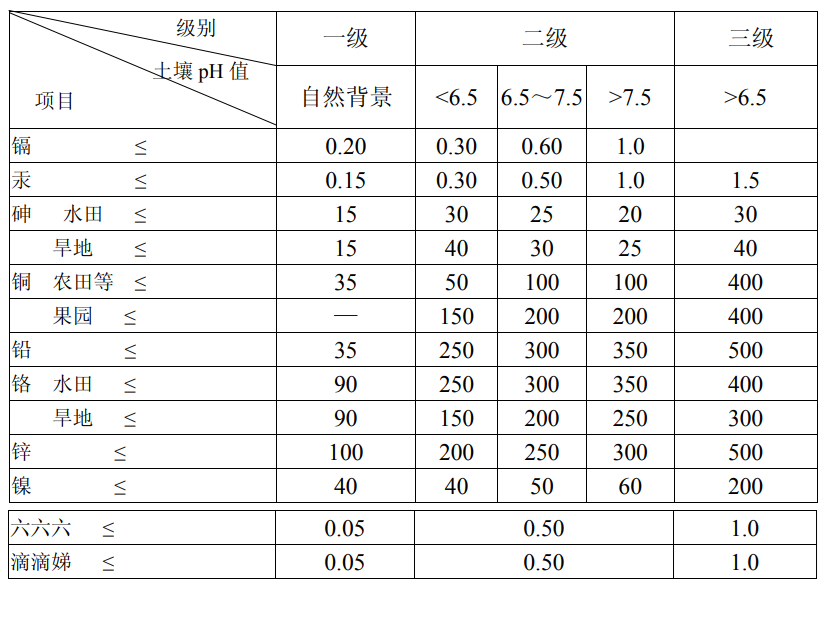 级别
土壤 pH 值
项目
一级 二级 三级
自然背景 <6.5 6.5～7.5 >7.5 >6.5
镉 ≤ 0.20 0.30 0.60 1.0
汞 ≤ 0.15 0.30 0.50 1.0 1.5
砷 水田 ≤ 15 30 25 20 30
旱地 ≤ 15 40 30 25 40
铜 农田等 ≤ 35 50 100 100 400
果园 ≤ — 150 200 200 400
铅 ≤ 35 250 300 350 500
铬 水田 ≤ 90 250 300 350 400
旱地 ≤ 90 150 200 250 300
锌 ≤ 100 200 250 300 500
镍 ≤ 40 40 50 60 200
六六六 ≤ 0.05 0.50 1.0
滴滴娣 ≤ 0.05 0.50 1.0